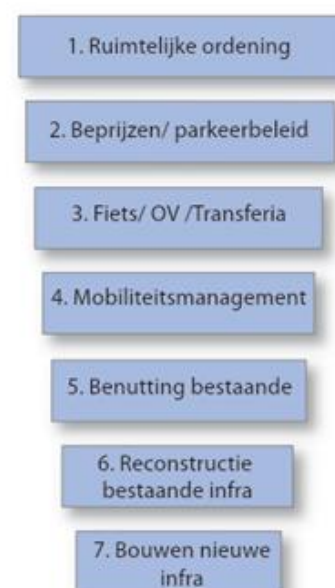 1. Ruimtelijke ordening
2. Beprijzen/ parkeerbeleid
3. Fiets/ OV /Transferia
4. Mobiliteitsmanagement
5. Benutting bestaande
6. Reconstructie
bestaande infra
7. Bouwen nieuwe
infra